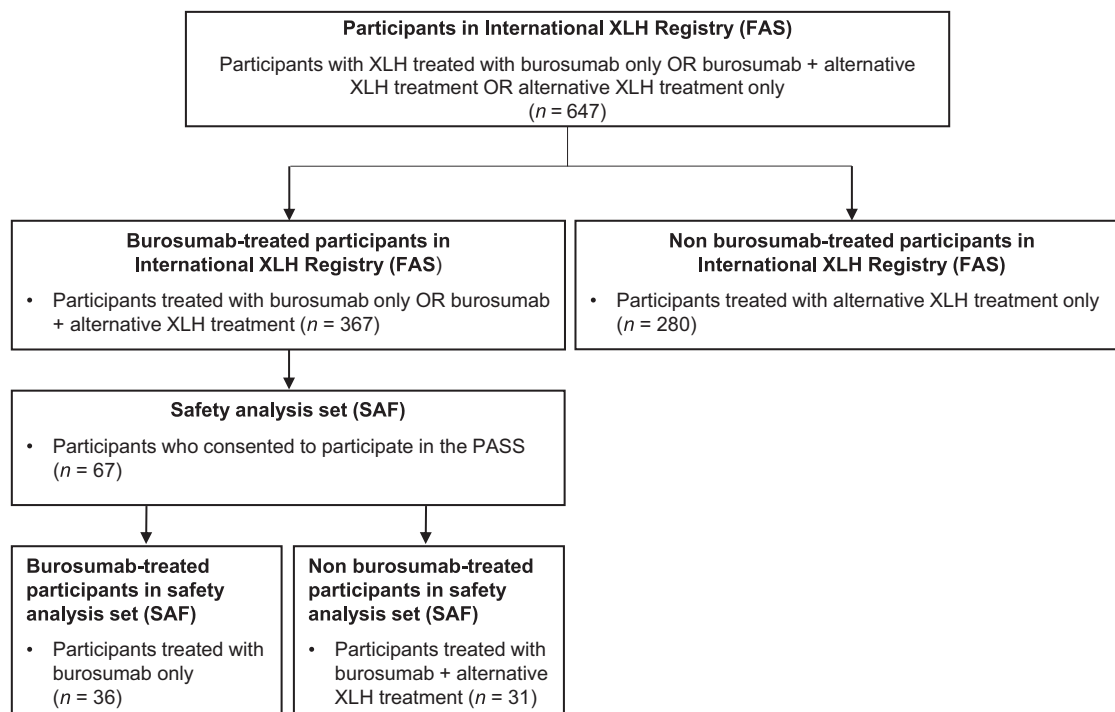 Participants in International XLH Registry (FAS)
Participants with XLH treated with burosumab only OR burosumab + alternative
XLH treatment OR alternative XLH treatment only
(n = 647)
Burosumab-treated participants in
International XLH Registry (FAS)
• Participants treated with burosumab only OR burosumab
+ alternative XLH treatment (n = 367)
Non burosumab-treated participants in
International XLH Registry (FAS)
• Participants treated with alternative XLH treatment only
(n = 280)
Safety analysis set (SAF)
• Participants who consented to participate in the PASS
(n = 67)
Burosumab-treated
participants in safety
analysis set (SAF)
• Participants treated with
burosumab only
(n = 36)
Non burosumab-treated
participants in safety
analysis set (SAF)
• Participants treated with
burosumab + alternative
XLH treatment (n = 31)